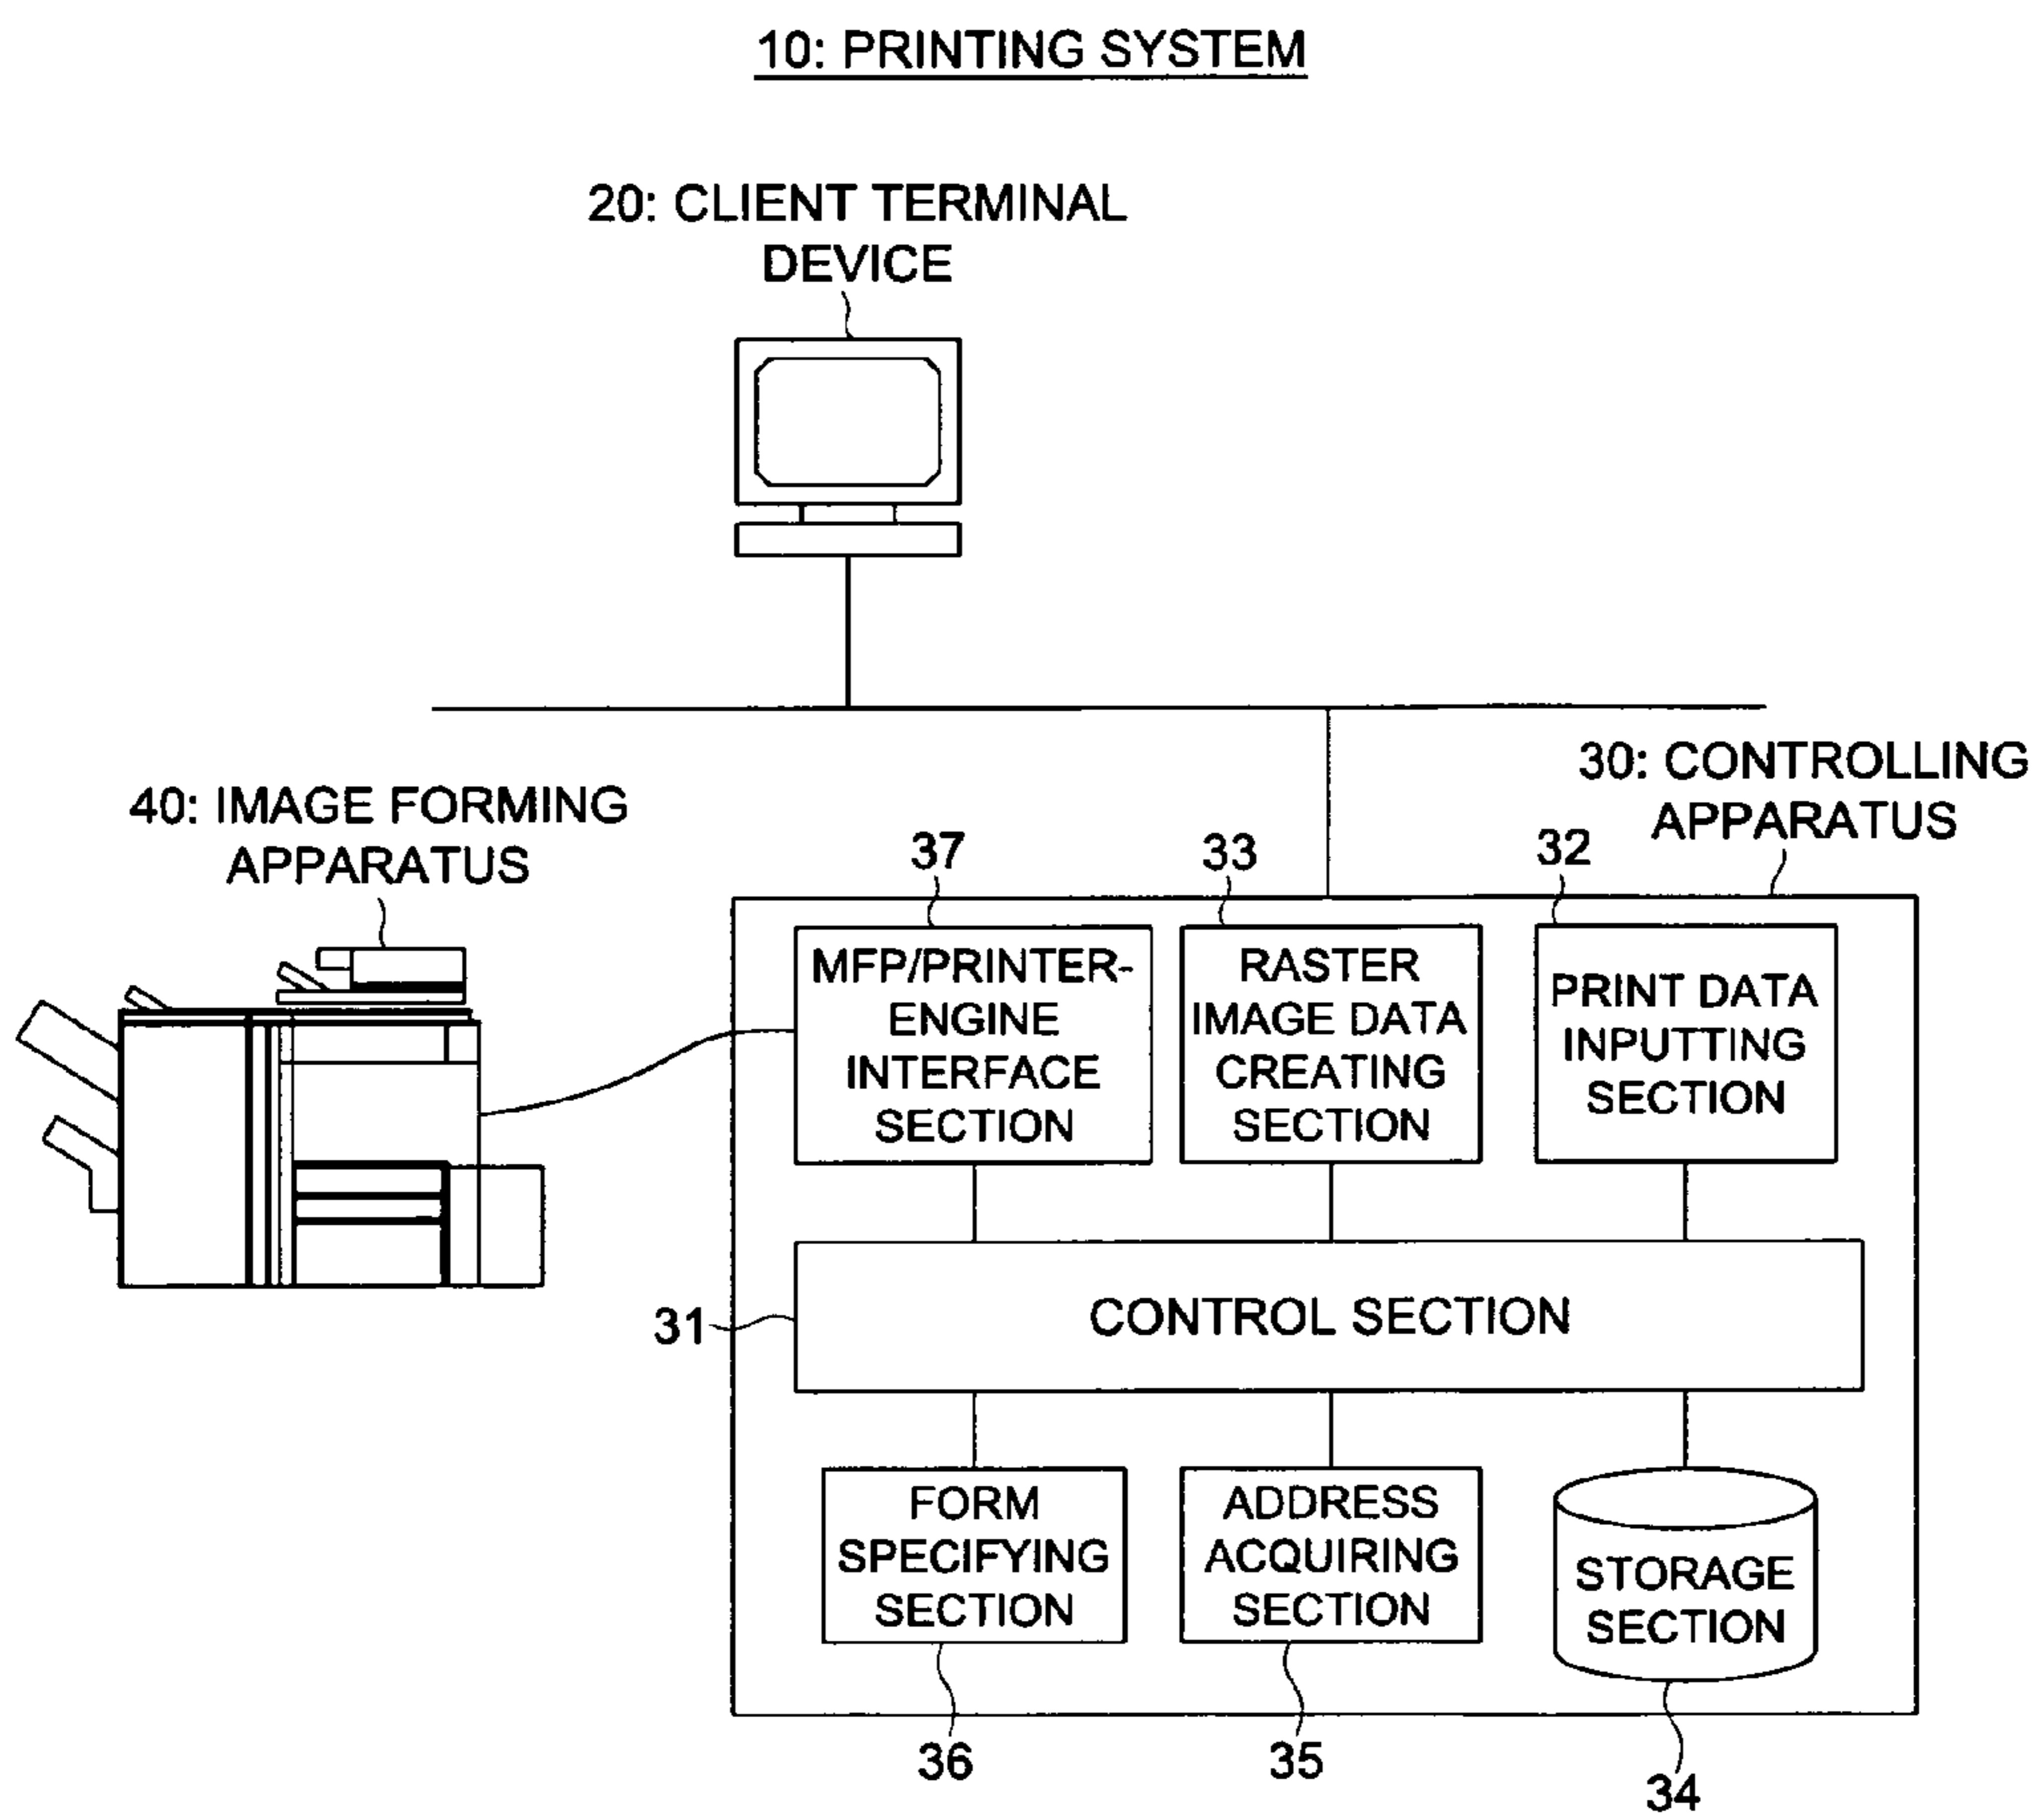 10: PRINTING SYSTEM
20: CLIENT TERMINAL
DEVICE
30: CONTROLLING
APPARATUS
40: IMAGE FORMING
APPARATUS
37
33
32
MFP/PRINTER-
ENGINE
INTERFACE
SECTION
RASTER
IMAGE DATA
CREATING
SECTION
PRINT DATA
INPUTTING
SECTION
31
CONTROL SECTION
FORM
SPECIFYING
SECTION
ADDRESS
ACQUIRING
SECTION
STORAGE
SECTION
36
35
34